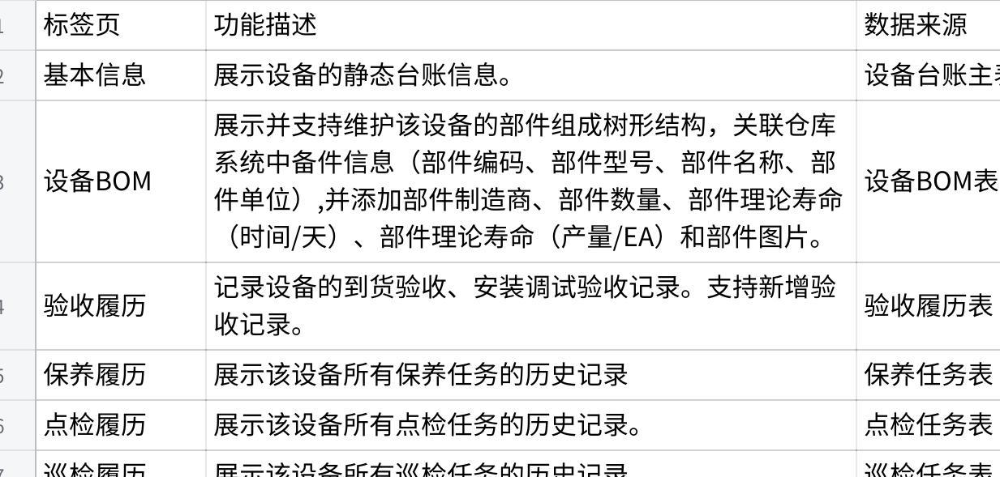 1 标签页 功能描述 数据来源
2 基本信息 展示设备的静态台账信息。 设备台账主
展示并支持维护该设备的部件组成树形结构，关联仓库
系统中备件信息（部件编码、部件型号、部件名称、部
3 设备BOM 件单位）,并添加部件制造商、部件数量、部件理论寿命 设备BOM表
（时间/天）、部件理论寿命（产量/EA）和部件图片。
记录设备的到货验收、安装调试验收记录。支持新增验
4 验收履历 收记录。 验收履历表
5 保养履历 展示该设备所有保养任务的历史记录 保养任务表
6 点检履历 展示该设备所有点检任务的历史记录。 点检任务表
7 巡检履历 展示该设备所有巡检任务的历史记录 巡检任务表